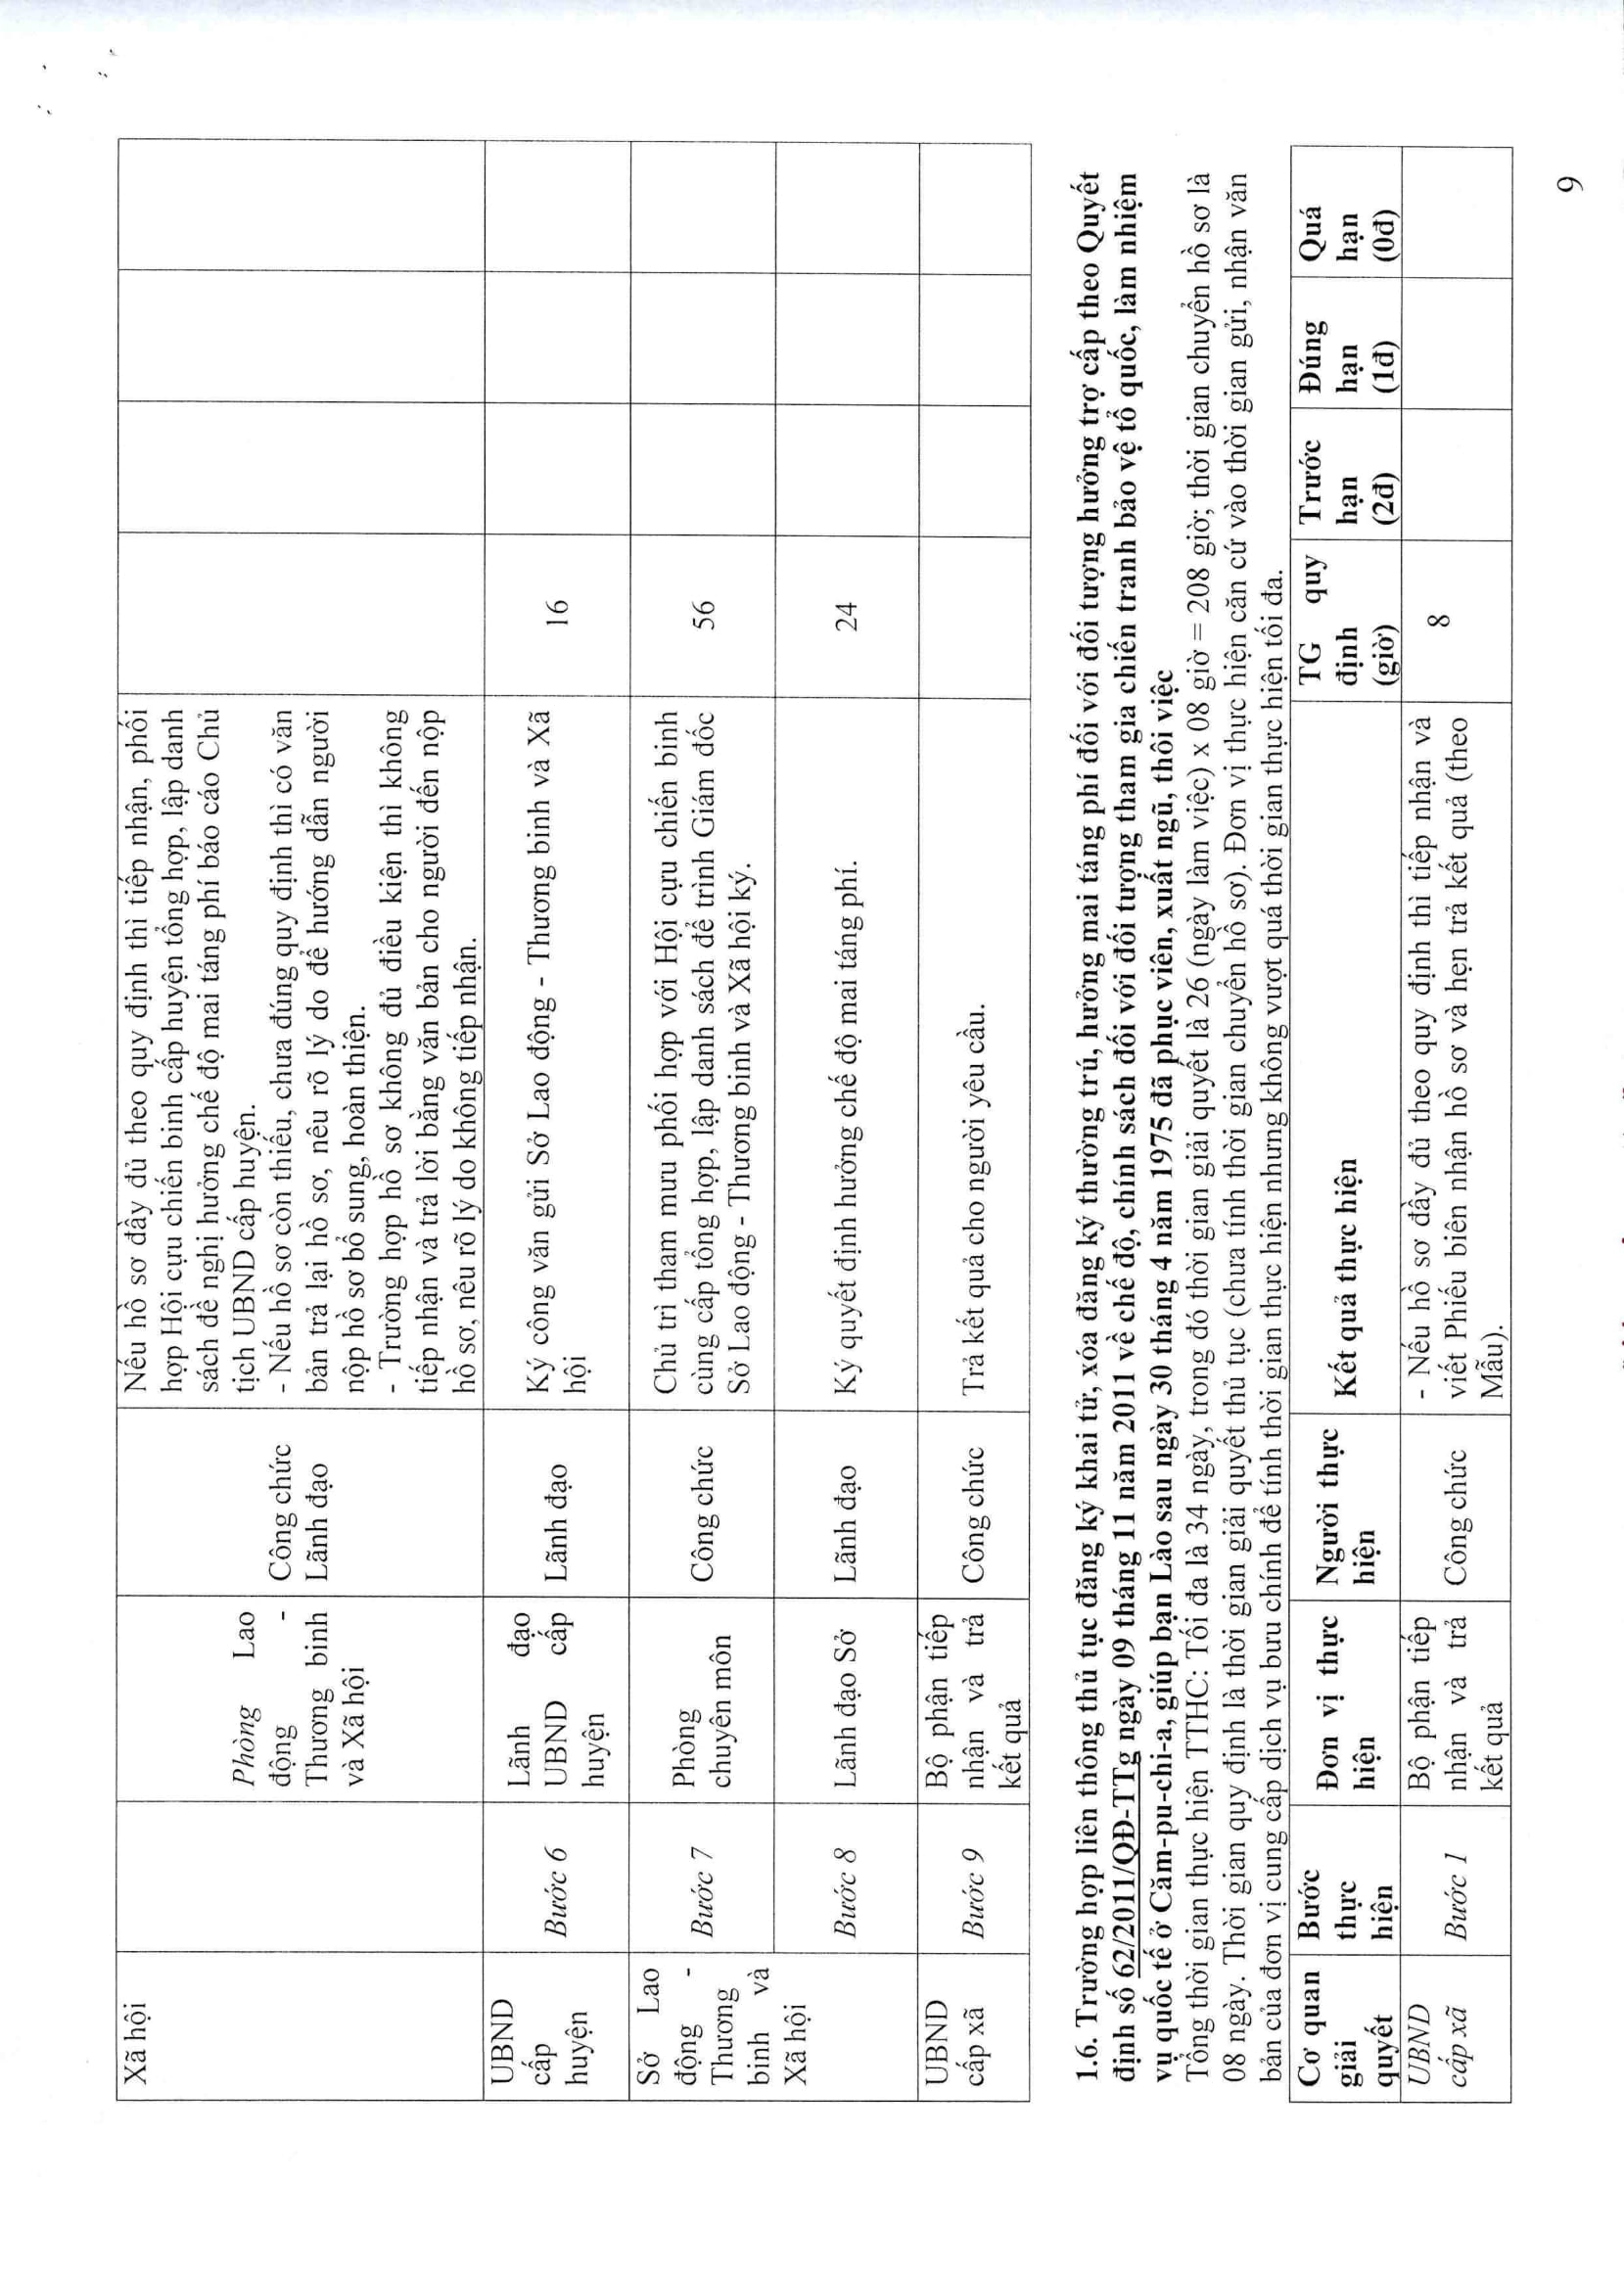 Xã hội
Phòng Lao
động -
Thương binh
và Xã hội
Công chức
Lãnh đạo
Nếu hồ sơ đầy đủ theo quy định thì tiếp nhận, phối
hợp Hội cựu chiến binh cấp huyện tổng hợp, lập danh
sách đề nghị hưởng chế độ mai táng phí báo cáo Chủ
tịch UBND cấp huyện.
- Nếu hồ sơ còn thiếu, chưa đúng quy định thì có văn
bản trả lại hồ sơ, nêu rõ lý do để hướng dẫn người
nộp hồ sơ bổ sung, hoàn thiện.
- Trường hợp hồ sơ không đủ điều kiện thì không
tiếp nhận và trả lời bằng văn bản cho người đến nộp
hồ sơ, nêu rõ lý do không tiếp nhận.
UBND
cấp
huyện
Bước 6
Lãnh đạo
UBND cấp
huyện
Lãnh đạo
Ký công văn gửi Sở Lao động - Thương binh và Xã
hội
16
Sở Lao
động -
Thương
binh và
Xã hội
Bước 7
Phòng
chuyên môn
Công chức
Chủ trì tham mưu phối hợp với Hội cựu chiến binh
cùng cấp tổng hợp, lập danh sách để trình Giám đốc
Sở Lao động - Thương binh và Xã hội ký.
56
Bước 8
Lãnh đạo Sở
Lãnh đạo
Ký quyết định hưởng chế độ mai táng phí.
24
UBND
cấp xã
Bước 9
Bộ phận tiếp
nhận và trả
kết quả
Công chức
Trả kết quả cho người yêu cầu.
1.6. Trường hợp liên thông thủ tục đăng ký khai tử, xóa đăng ký thường trú, hưởng mai táng phí đối với đối tượng hưởng trợ cấp theo Quyết
định số 62/2011/QĐ-TTg ngày 09 tháng 11 năm 2011 về chế độ, chính sách đối với đối tượng tham gia chiến tranh bảo vệ tổ quốc, làm nhiệm
vụ quốc tế ở Căm-pu-chi-a, giúp bạn Lào sau ngày 30 tháng 4 năm 1975 đã phục viên, xuất ngũ, thôi việc
Tổng thời gian thực hiện TTHC: Tối đa là 34 ngày, trong đó thời gian giải quyết là 26 (ngày làm việc) x 08 giờ = 208 giờ; thời gian chuyển hồ sơ là
08 ngày. Thời gian quy định là thời gian giải quyết thủ tục (chưa tính thời gian chuyển hồ sơ). Đơn vị thực hiện căn cứ vào thời gian gửi, nhận văn
bản của đơn vị cung cấp dịch vụ bưu chính để tính thời gian thực hiện nhưng không vượt quá thời gian thực hiện tối đa.
Cơ quan
giải
quyết
Bước
thực
hiện
Đơn vị thực
hiện
Người thực
hiện
Kết quả thực hiện
TG quy
định
(giờ)
Trước
hạn
(2đ)
Đúng
hạn
(1đ)
Quá
hạn
(0đ)
UBND
cấp xã
Bước 1
Bộ phận tiếp
nhận và trả
kết quả
Công chức
- Nếu hồ sơ đầy đủ theo quy định thì tiếp nhận và
viết Phiếu biên nhận hồ sơ và hẹn trả kết quả (theo
Mẫu).
8
9